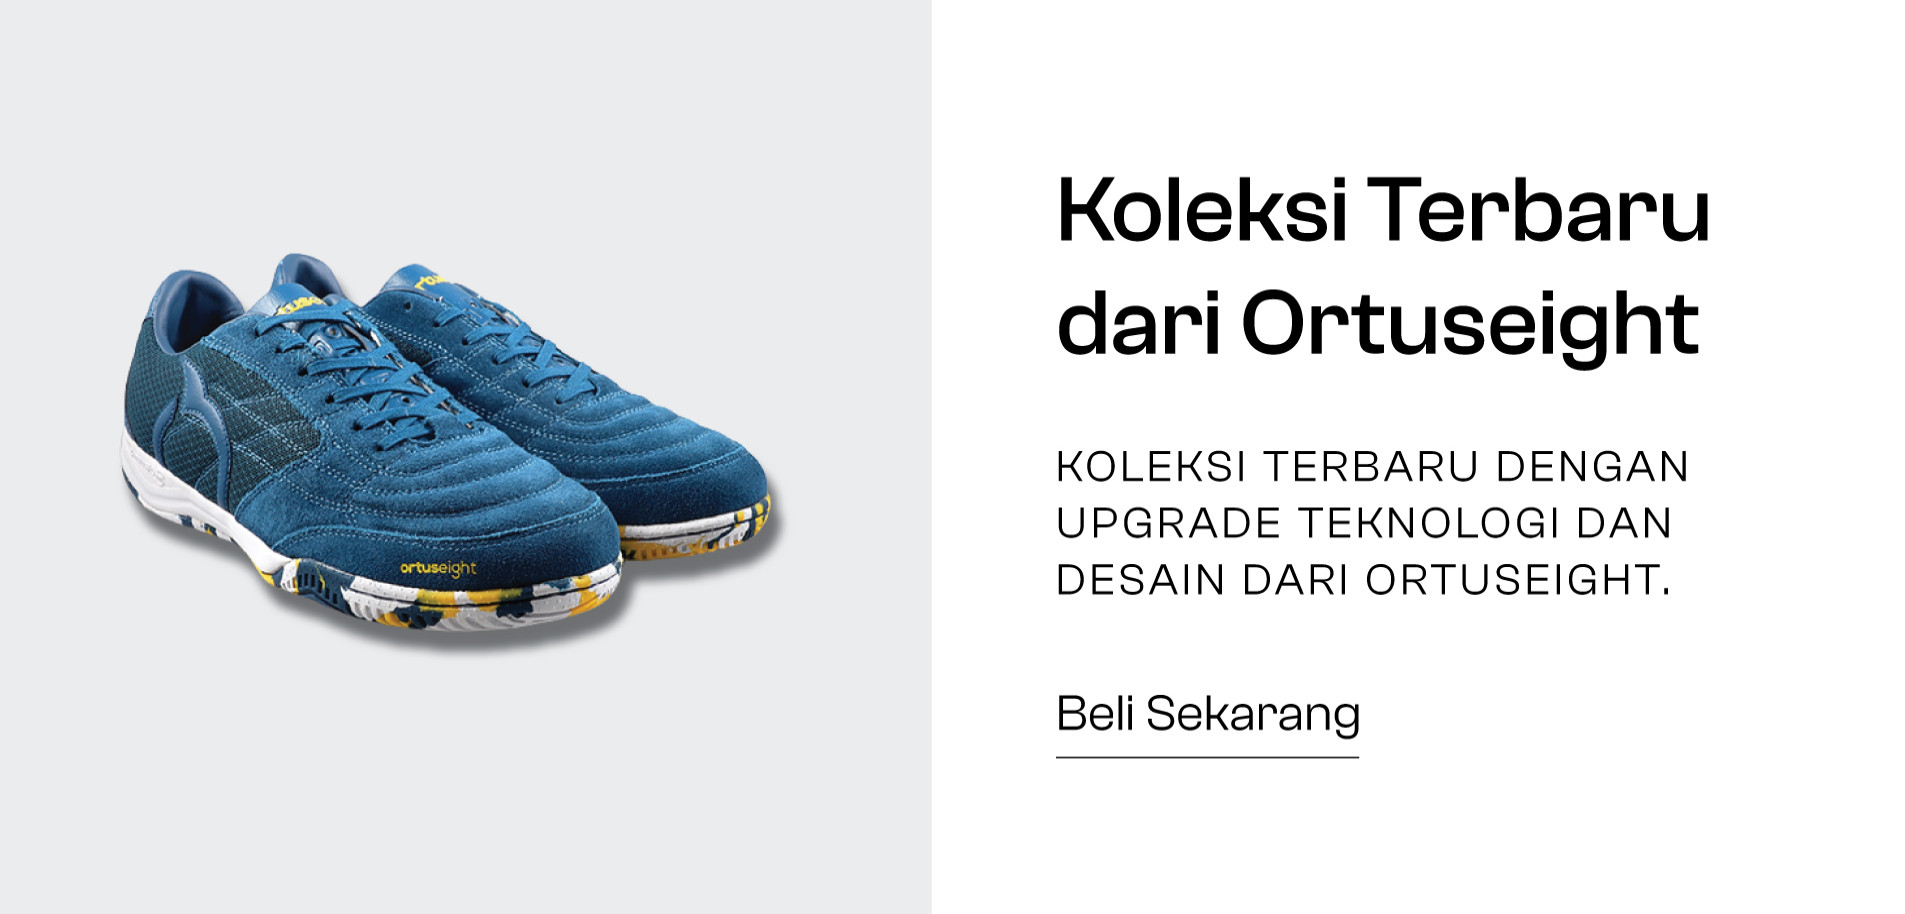 Koleksi Terbaru
dari Ortuseight
KOLEKSI TERBARU DENGAN
UPGRADE TEKNOLOGI DAN
DESAIN DARI ORTUSEIGHT.
Beli Sekarang
ortuseight